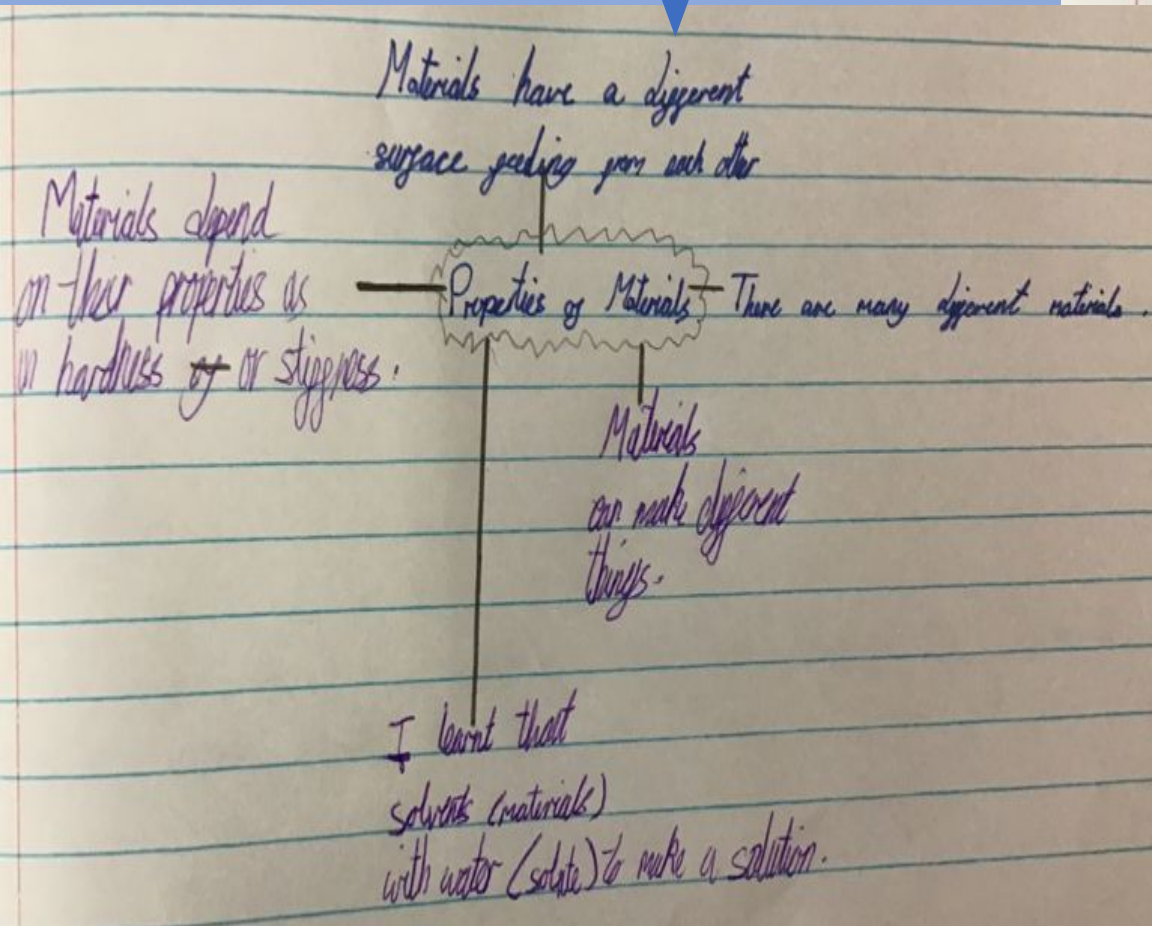 Materials have a different
surface feeling from each other
Materials depend
on their properties as
in hardness of or stiffness.
Properties of Materials
There are many different materials.
Materials
can make different
things.
I learnt that
solvents (materials)
with water (solute) to make a solution.